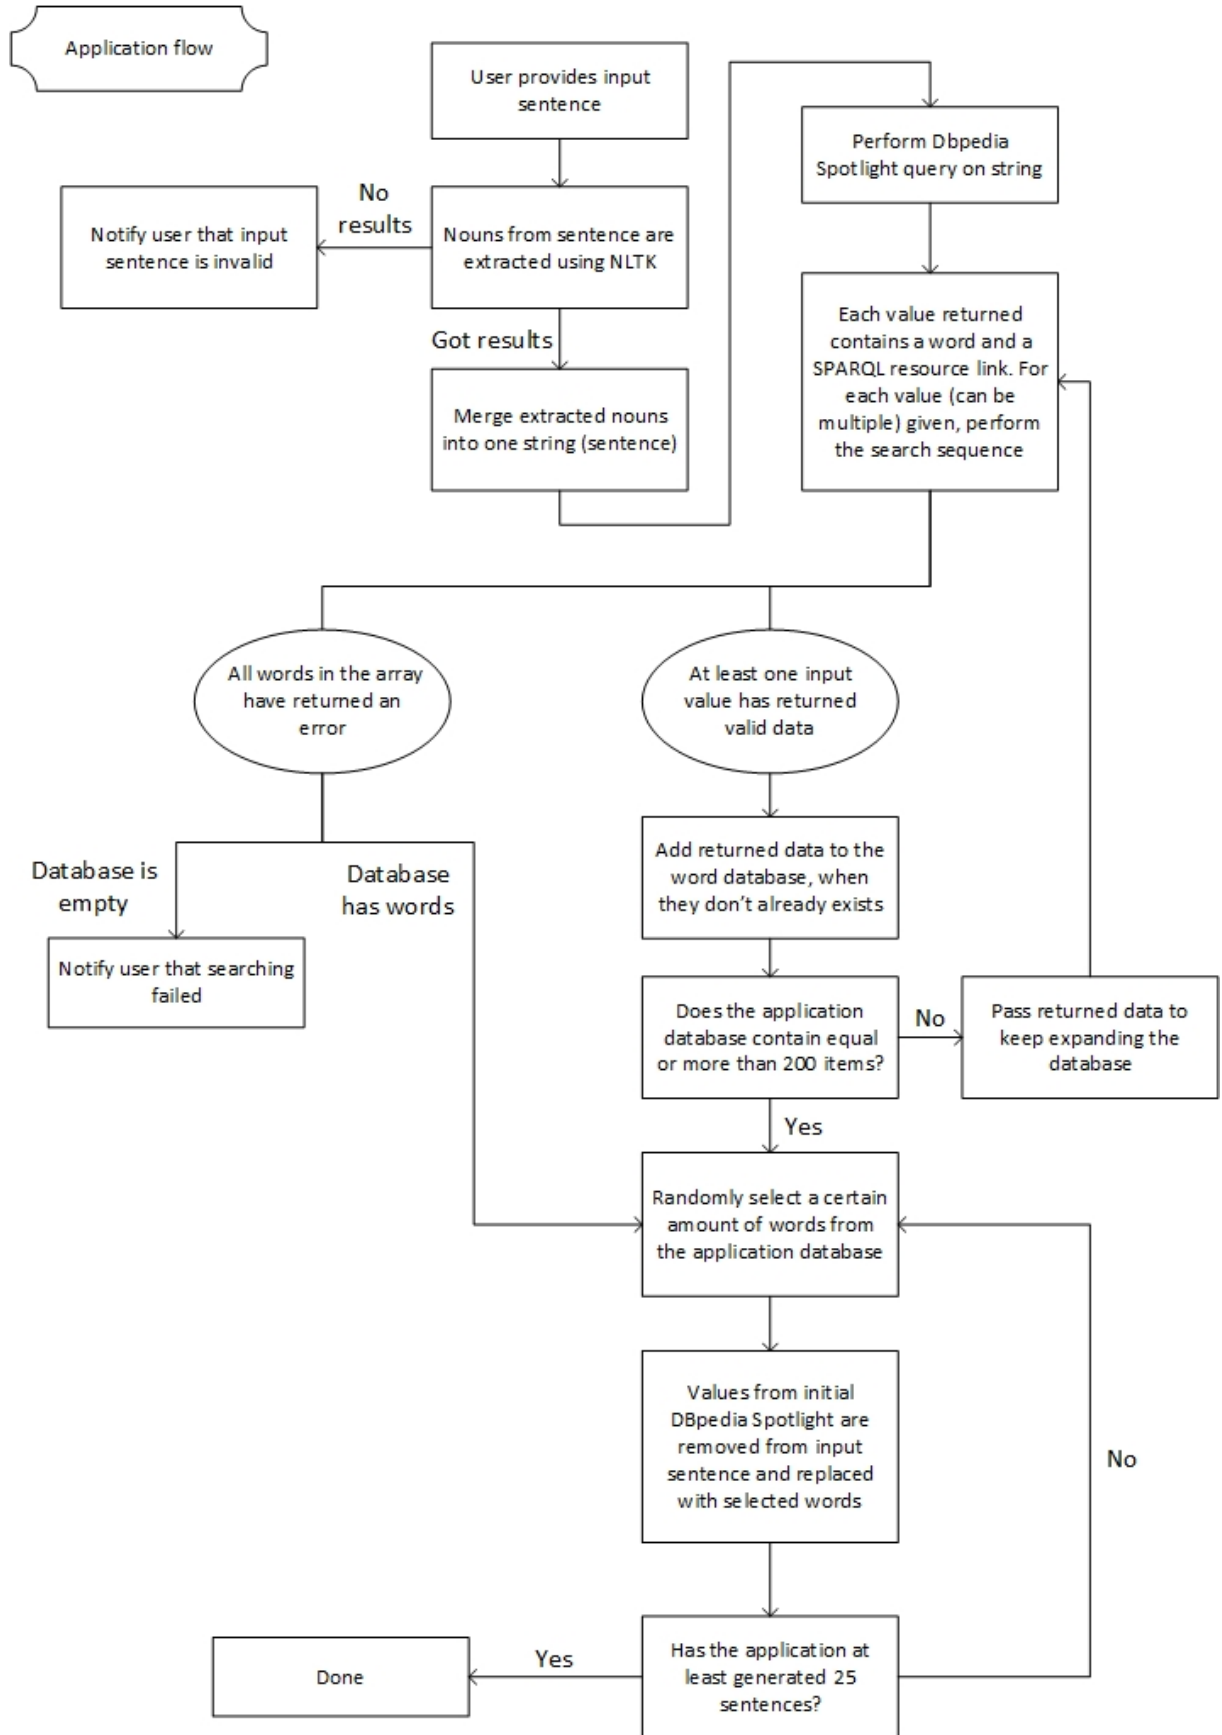 Application flow
User provides input
sentence
Perform Dbpedia
Spotlight query on string
No
results
Notify user that input
sentence is invalid
Nouns from sentence are
extracted using NLTK
Got results
Merge extracted nouns
into one string (sentence)
Each value returned
contains a word and a
SPARQL resource link. For
each value (can be
multiple) given, perform
the search sequence
All words in the array
have returned an
error
At least one input
value has returned
valid data
Database is
empty
Database
has words
Notify user that searching
failed
Add returned data to the
word database, when
they don't already exists
Does the application
database contain equal
or more than 200 items?
No
Pass returned data to
keep expanding the
database
Yes
Randomly select a certain
amount of words from
the application database
Values from initial
DBpedia Spotlight are
removed from input
sentence and replaced
with selected words
No
Has the application at
least generated 25
sentences?
Yes
Done